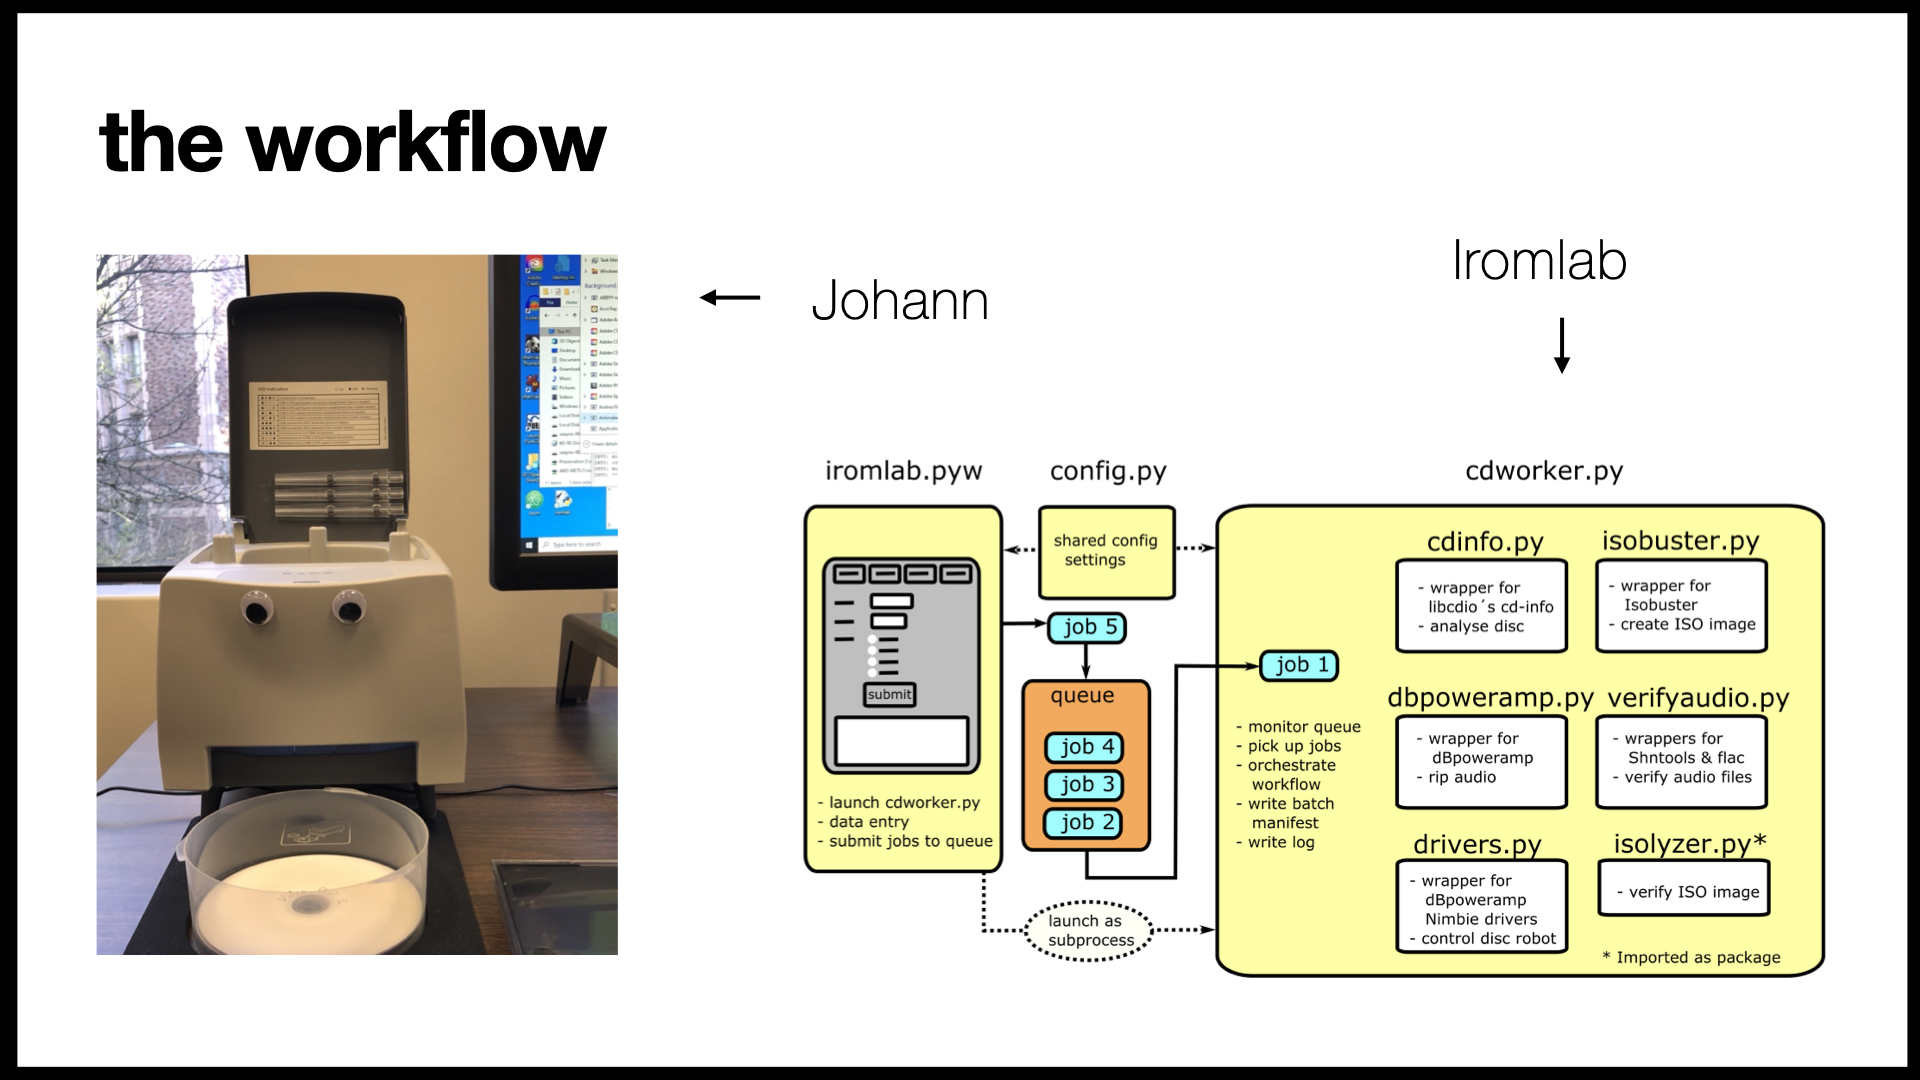 the workflow
Johann
Iromlab
iromlab.pyw
config.py
cdworker.py
submit
- launch cdworker.py
- data entry
- submit jobs to queue
shared config
settings
job 5
queue
job 4
job 3
job 2
launch as
subprocess
job 1
- monitor queue
- pick up jobs
- orchestrate
workflow
- write batch
manifest
- write log
cdinfo.py
- wrapper for
libcdio´s cd-info
- analyse disc
isobuster.py
- wrapper for
Isobuster
- create ISO image
dbpoweramp.py
- wrapper for
dBpoweramp
- rip audio
verifyaudio.py
- wrappers for
Shntools & flac
- verify audio files
drivers.py
- wrapper for
dBpoweramp
Nimbie drivers
- control disc robot
isolyzer.py*
- verify ISO image
* Imported as package
Type here to search